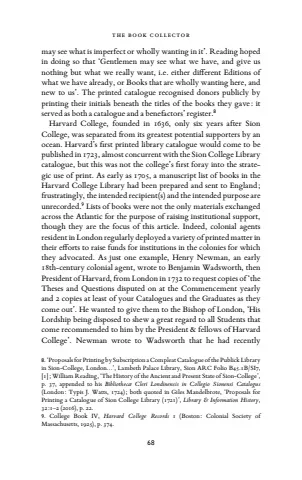 THE BOOK COLLECTOR
may see what is imperfect or wholly wanting in it’. Reading hoped
in doing so that ‘Gentlemen may see what we have, and give us
nothing but what we really want, i.e. either different Editions of
what we have already, or Books that are wholly wanting here, and
new to us’. The printed catalogue recognised donors publicly by
printing their initials beneath the titles of the books they gave: it
served as both a catalogue and a benefactors’ register.⁸
Harvard College, founded in 1636, only six years after Sion
College, was separated from its greatest potential supporters by an
ocean. Harvard’s first printed library catalogue would come to be
published in 1723, almost concurrent with the Sion College Library
catalogue, but this was not the college’s first foray into the strate-
gic use of print. As early as 1705, a manuscript list of books in the
Harvard College Library had been prepared and sent to England;
frustratingly, the intended recipient(s) and the intended purpose are
unrecorded.⁹ Lists of books were not the only materials exchanged
across the Atlantic for the purpose of raising institutional support,
though they are the focus of this article. Indeed, colonial agents
resident in London regularly deployed a variety of printed matter in
their efforts to raise funds for institutions in the colonies for which
they advocated. As just one example, Henry Newman, an early
18th-century colonial agent, wrote to Benjamin Wadsworth, then
President of Harvard, from London in 1732 to request copies of ‘the
Theses and Questions disputed on at the Commencement yearly
and 2 copies at least of your Catalogues and the Graduates as they
come out’. He wanted to give them to the Bishop of London, ‘His
Lordship being disposed to shew a great regard to all Students that
come recommended to him by the President & fellows of Harvard
College’. Newman wrote to Wadsworth that he had recently
8. ‘Proposals for Printing by Subscription a Compleat Catalogue of the Publick Library
in Sion-College, London...’, Lambeth Palace Library, Sion ARC Folio B45.1B/SI7,
[1]; William Reading, ‘The History of the Ancient and Present State of Sion-College’,
p. 37, appended to his Bibliothecæ Cleri Londinensis in Collegio Sionensi Catalogus
(London: Typis J. Watts, 1724); both quoted in Giles Mandelbrote, ‘Proposals for
Printing a Catalogue of Sion College Library (1721)’, Library & Information History,
32:1–2 (2016), p. 22.
9. College Book IV, Harvard College Records 1 (Boston: Colonial Society of
Massachusetts, 1925), p. 374.
68